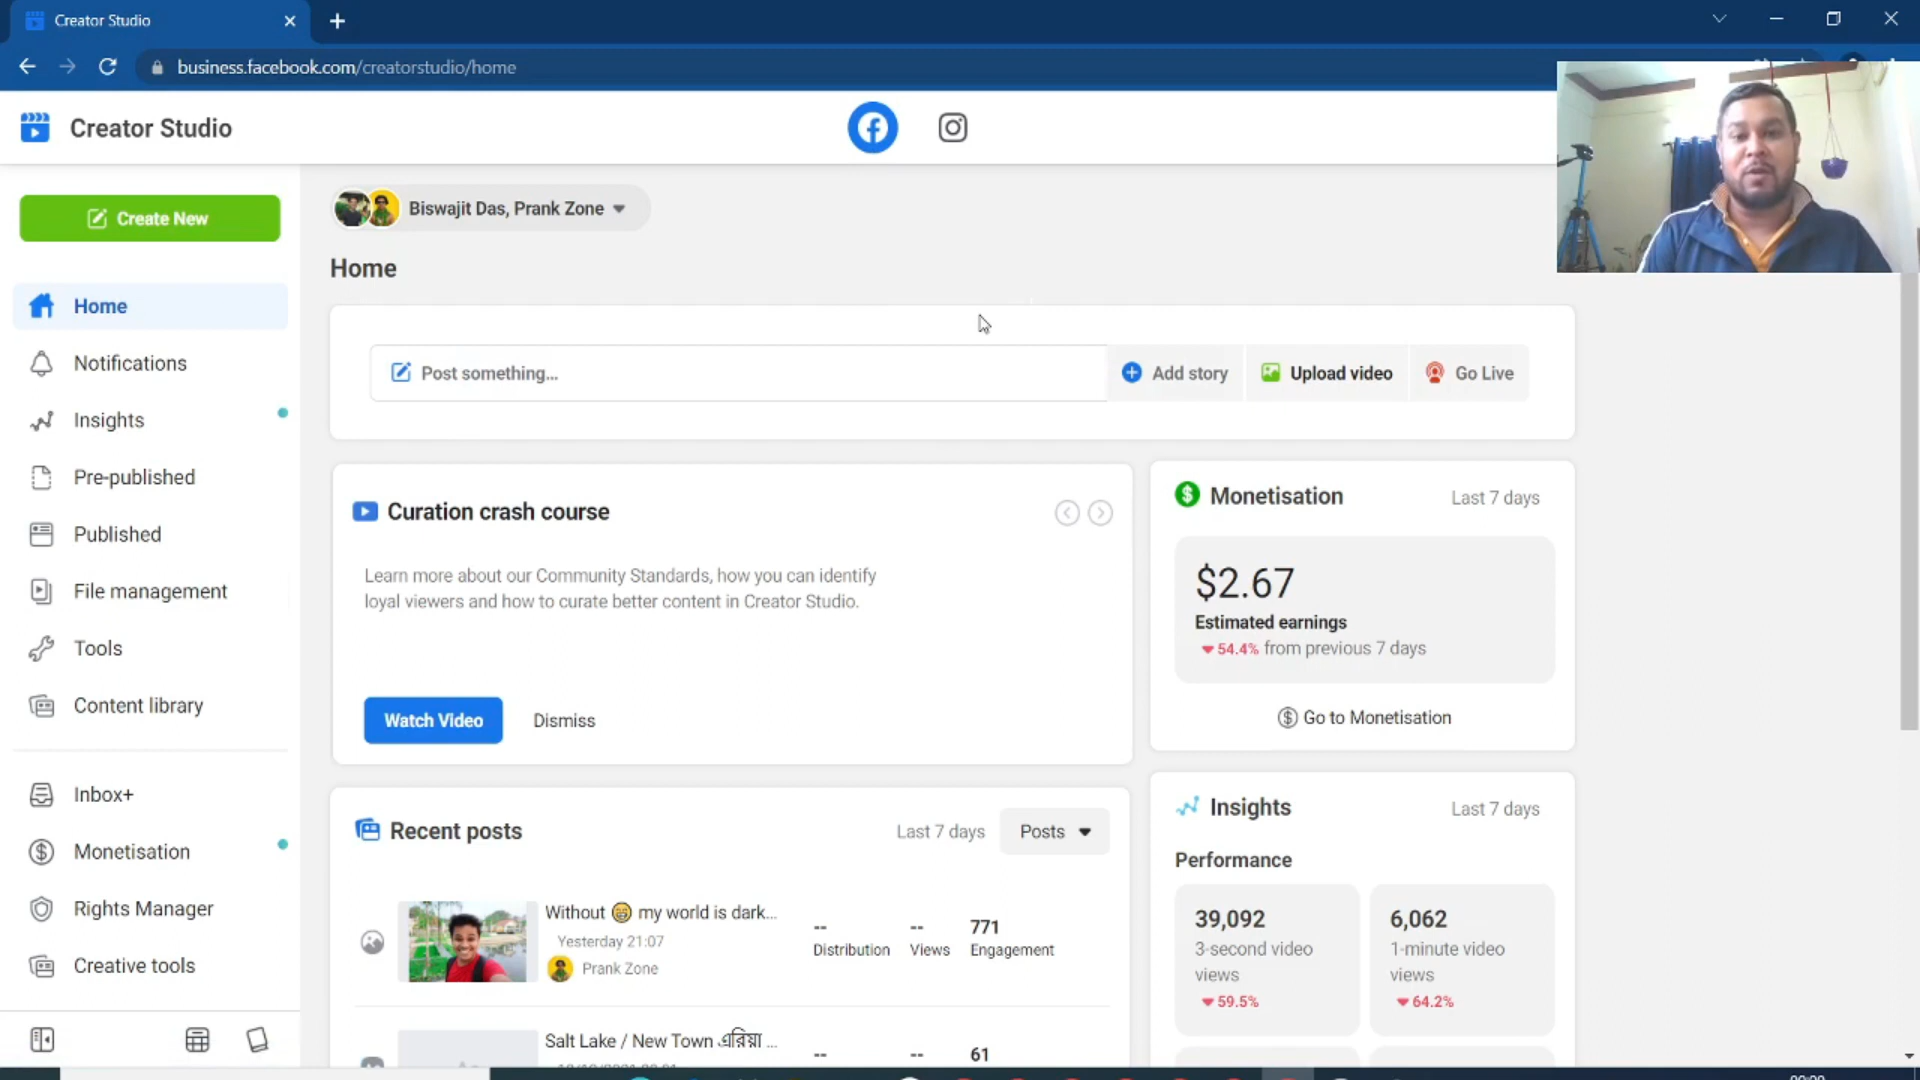 Creator Studio
business.facebook.com/creatorstudio/home
Creator Studio
Create New
Home
Notifications
Insights
Pre-published
Published
File management
Tools
Content library
Inbox+
Monetisation
Rights Manager
Creative tools
Biswajit Das, Prank Zone
Home
Post something...
Add story
Upload video
Go Live
Curation crash course
Learn more about our Community Standards, how you can identify
loyal viewers and how to curate better content in Creator Studio.
Watch Video
Dismiss
Monetisation
Last 7 days
$2.67
Estimated earnings
54.4% from previous 7 days
Go to Monetisation
Recent posts
Last 7 days
Posts
Without 😁 my world is dark...
Yesterday 21:07
Prank Zone
--
Distribution
--
Views
771
Engagement
Salt Lake / New Town এরিয়া ...
--
--
61
Insights
Last 7 days
Performance
39,092
3-second video
views
59.5%
6,062
1-minute video
views
64.2%